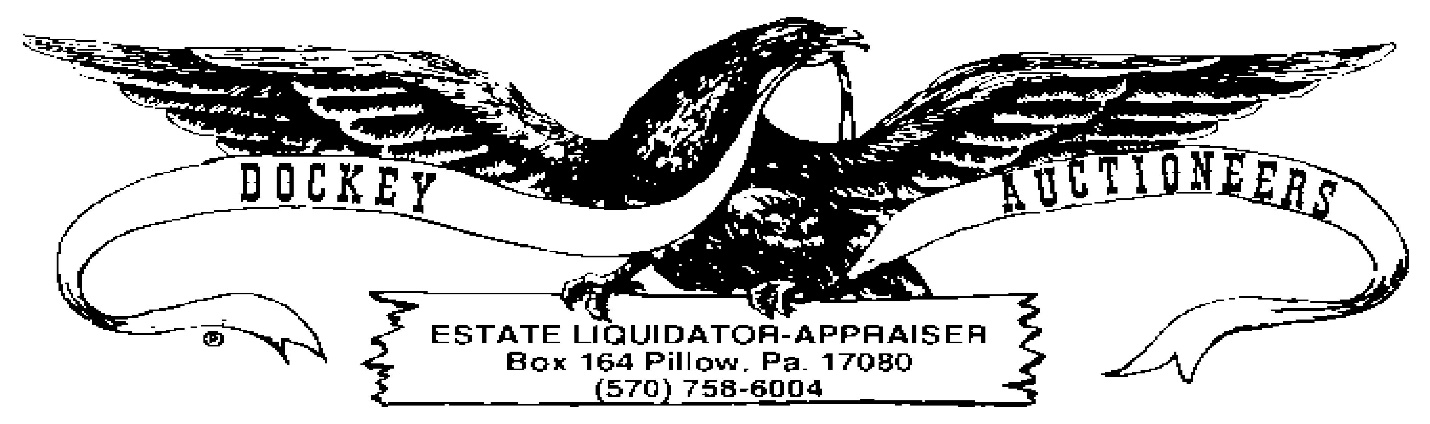 DOCKEY AUCTIONEERS
®
ESTATE LIQUIDATOR-APPRAISER
Box 164 Pillow, Pa. 17080
(570) 758-6004